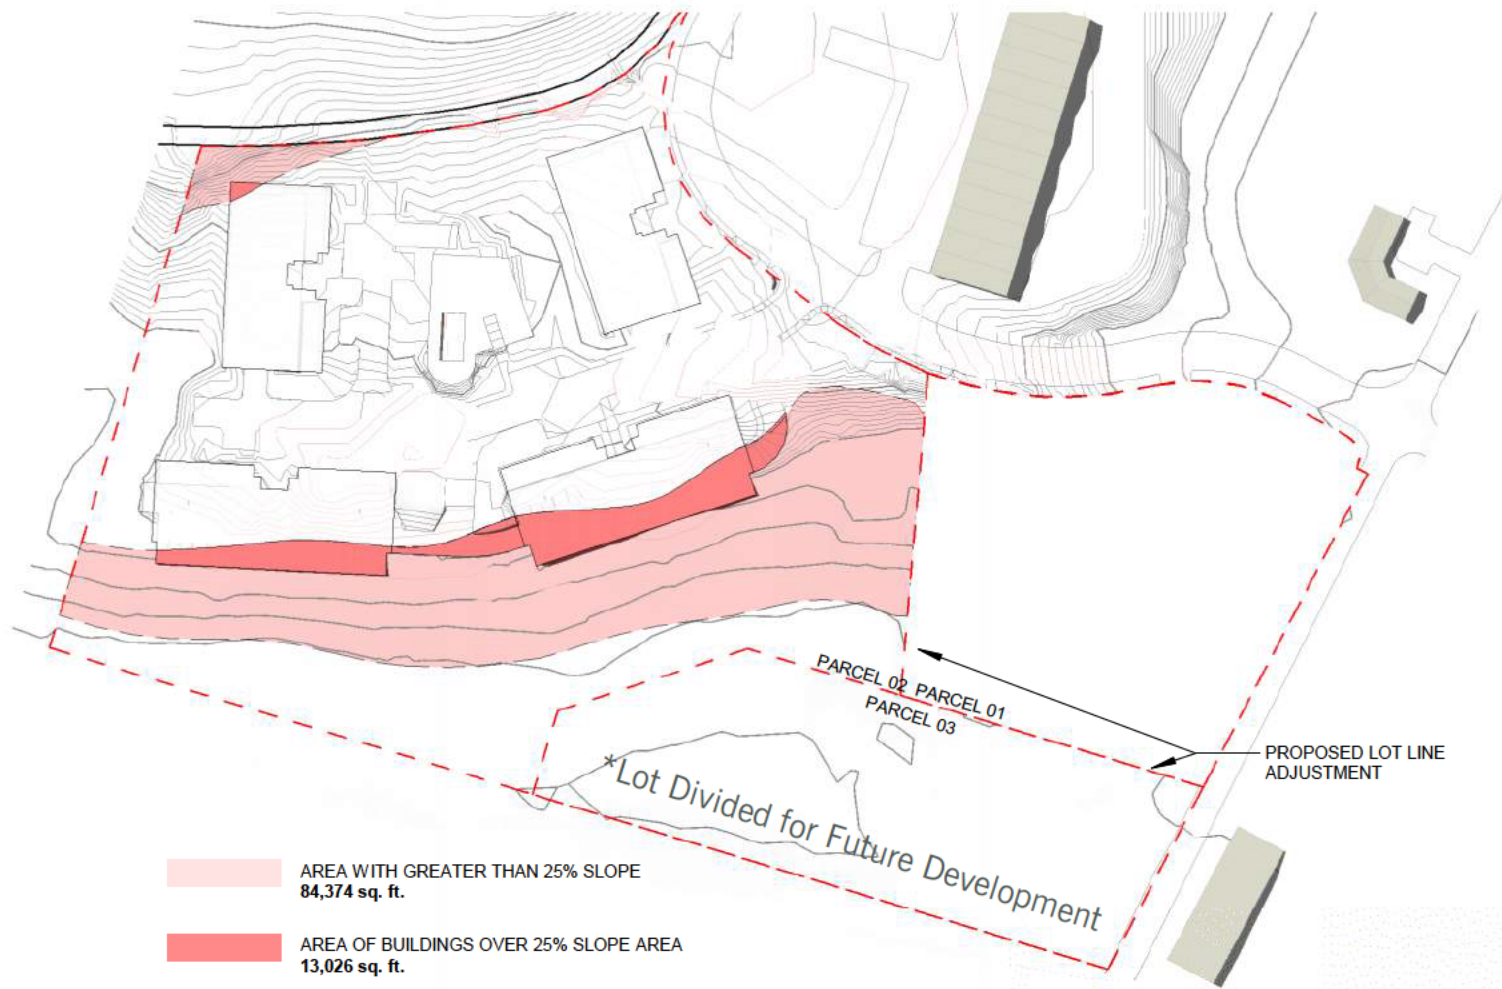 PARCEL 02 PARCEL 01
PARCEL 03
PROPOSED LOT LINE
ADJUSTMENT
*Lot Divided for Future Development
AREA WITH GREATER THAN 25% SLOPE
84,374 sq. ft.
AREA OF BUILDINGS OVER 25% SLOPE AREA
13,026 sq. ft.